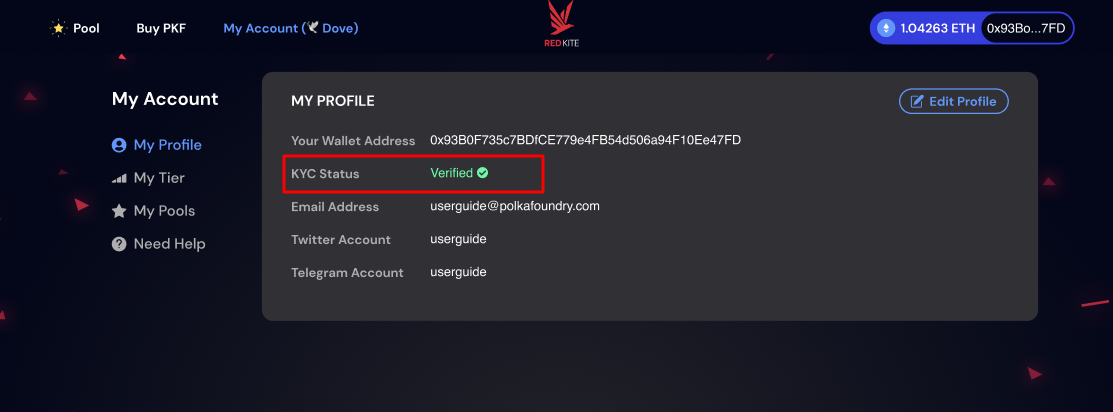 Pool Buy PKF My Account (🕊 Dove) 1.04263 ETH 0x93Bo...7FD
REDKITE
My Account
My Profile
My Tier
My Pools
Need Help
MY PROFILE Edit Profile
Your Wallet Address 0x93B0F735c7BDfCE779e4FB54d506a94F10Ee47FD
KYC Status Verified
Email Address userguide@polkafoundry.com
Twitter Account userguide
Telegram Account userguide